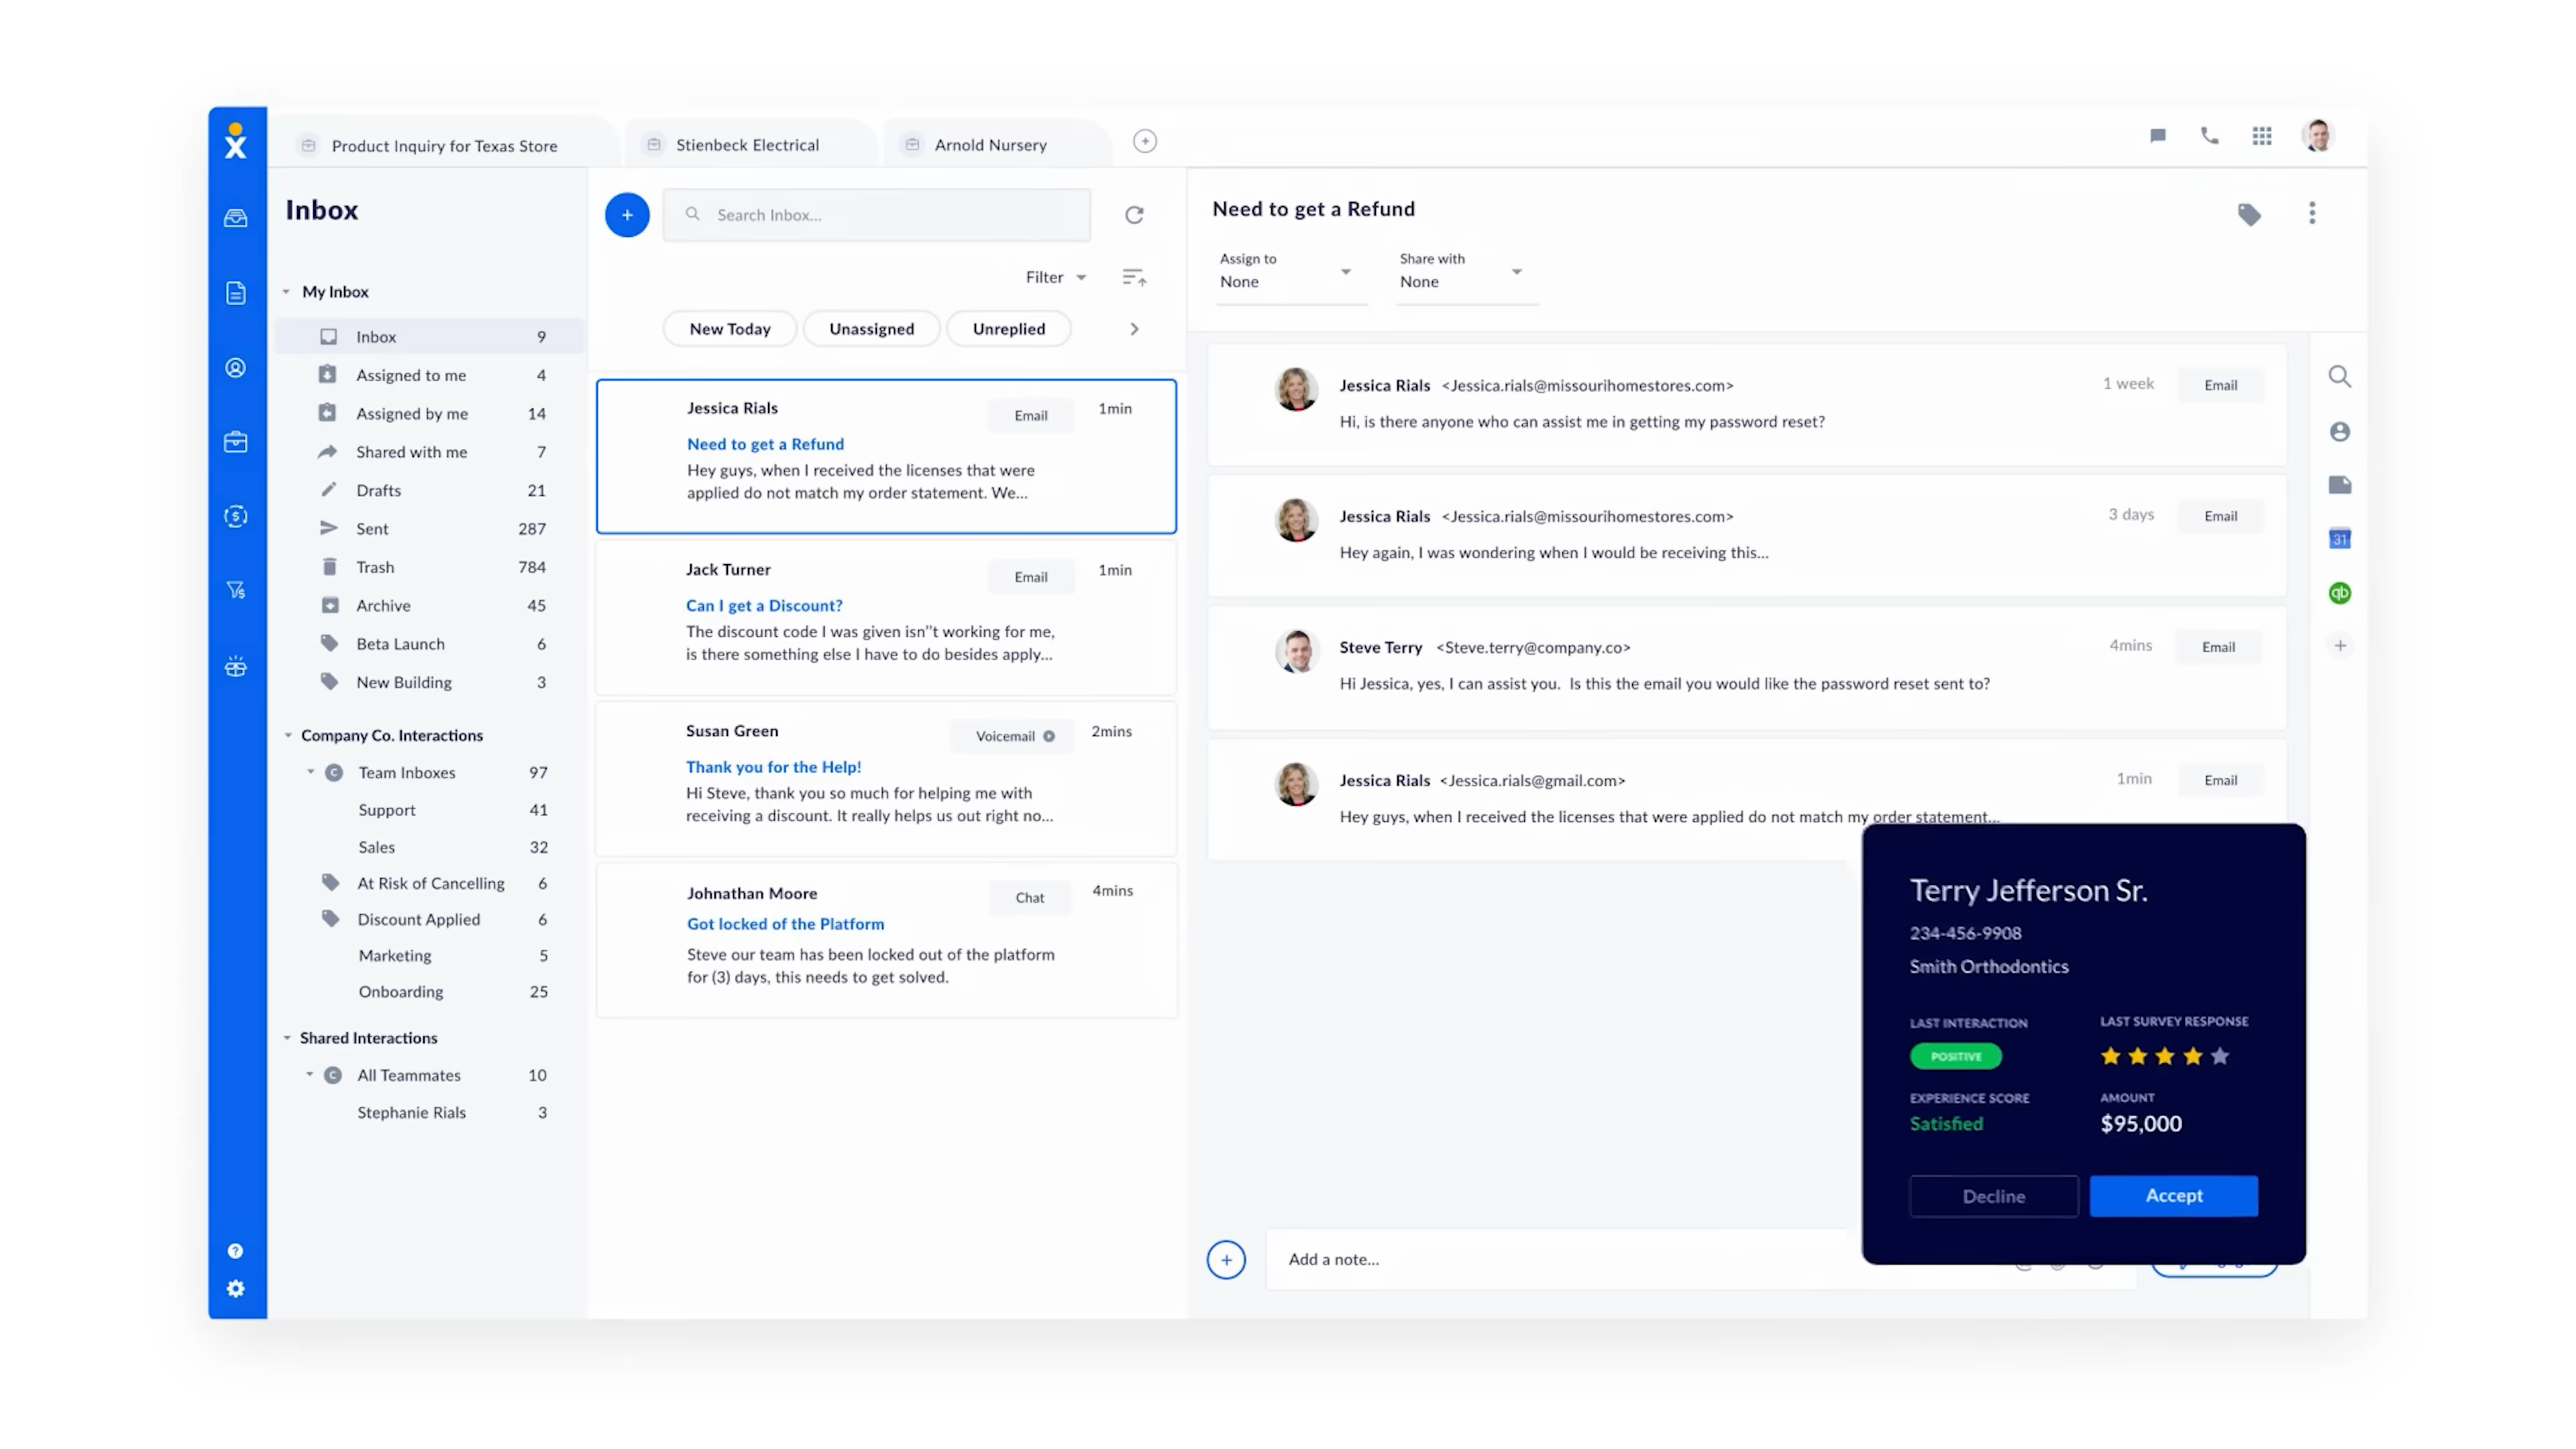 Product Inquiry for Texas Store
Stienbeck Electrical
Arnold Nursery
Inbox
My Inbox
Inbox 9
Assigned to me 4
Assigned by me 14
Shared with me 7
Drafts 21
Sent 287
Trash 784
Archive 45
Beta Launch 6
New Building 3
Company Co. Interactions
C Team Inboxes 97
Support 41
Sales 32
At Risk of Cancelling 6
Discount Applied 6
Marketing 5
Onboarding 25
Shared Interactions
C All Teammates 10
Stephanie Rials 3
Search Inbox...
Filter
New Today Unassigned Unreplied
Jessica Rials Email 1min
Need to get a Refund
Hey guys, when I received the licenses that were
applied do not match my order statement. We...
Jack Turner Email 1min
Can I get a Discount?
The discount code I was given isn''t working for me,
is there something else I have to do besides apply...
Susan Green Voicemail 2mins
Thank you for the Help!
Hi Steve, thank you so much for helping me with
receiving a discount. It really helps us out right no...
Johnathan Moore Chat 4mins
Got locked of the Platform
Steve our team has been locked out of the platform
for (3) days, this needs to get solved.
Need to get a Refund
Assign to
None
Share with
None
Jessica Rials <Jessica.rials@missourihomestores.com> 1 week Email
Hi, is there anyone who can assist me in getting my password reset?
Jessica Rials <Jessica.rials@missourihomestores.com> 3 days Email
Hey again, I was wondering when I would be receiving this...
Steve Terry <Steve.terry@company.co> 4mins Email
Hi Jessica, yes, I can assist you. Is this the email you would like the password reset sent to?
Jessica Rials <Jessica.rials@gmail.com> 1min Email
Hey guys, when I received the licenses that were applied do not match my order statement...
31
qb
Terry Jefferson Sr.
234-456-9908
Smith Orthodontics
LAST INTERACTION
POSITIVE
LAST SURVEY RESPONSE
EXPERIENCE SCORE
Satisfied
AMOUNT
$95,000
Decline Accept
Add a note...